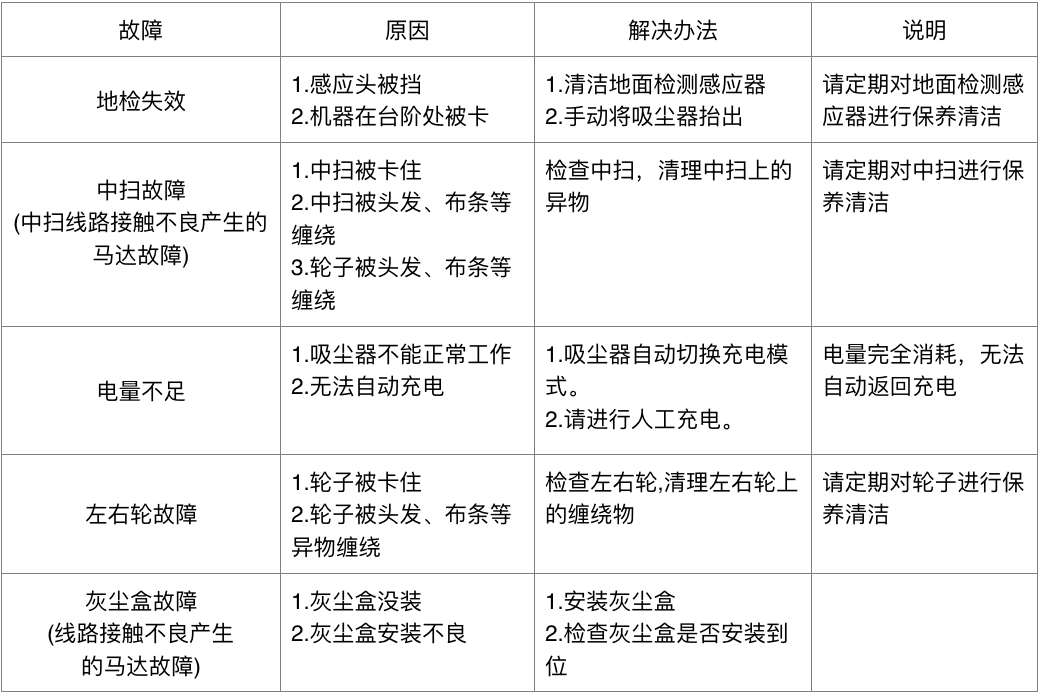 故障
原因
解决办法
说明
地检失效
1.感应头被挡
2.机器在台阶处被卡
1.清洁地面检测感应器
2.手动将吸尘器抬出
请定期对地面检测感
应器进行保养清洁
中扫故障
(中扫线路接触不良产生的
马达故障)
1.中扫被卡住
2.中扫被头发、布条等
缠绕
3.轮子被头发、布条等
缠绕
检查中扫，清理中扫上的
异物
请定期对中扫进行保
养清洁
电量不足
1.吸尘器不能正常工作
2.无法自动充电
1.吸尘器自动切换充电模
式。
2.请进行人工充电。
电量完全消耗，无法
自动返回充电
左右轮故障
1.轮子被卡住
2.轮子被头发、布条等
异物缠绕
检查左右轮,清理左右轮上
的缠绕物
请定期对轮子进行保
养清洁
灰尘盒故障
(线路接触不良产生
的马达故障)
1.灰尘盒没装
2.灰尘盒安装不良
1.安装灰尘盒
2.检查灰尘盒是否安装到
位